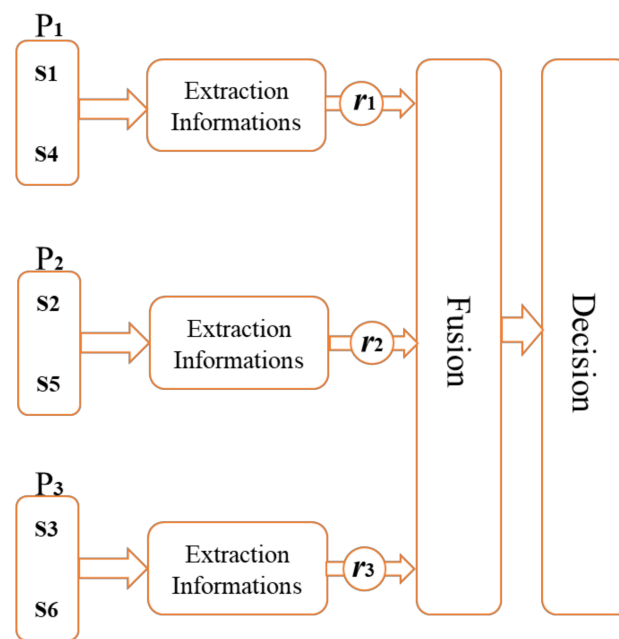 P1
s1
s4
Extraction
Informations
r1
P2
s2
s5
Extraction
Informations
r2
P3
s3
s6
Extraction
Informations
r3
Fusion
Decision